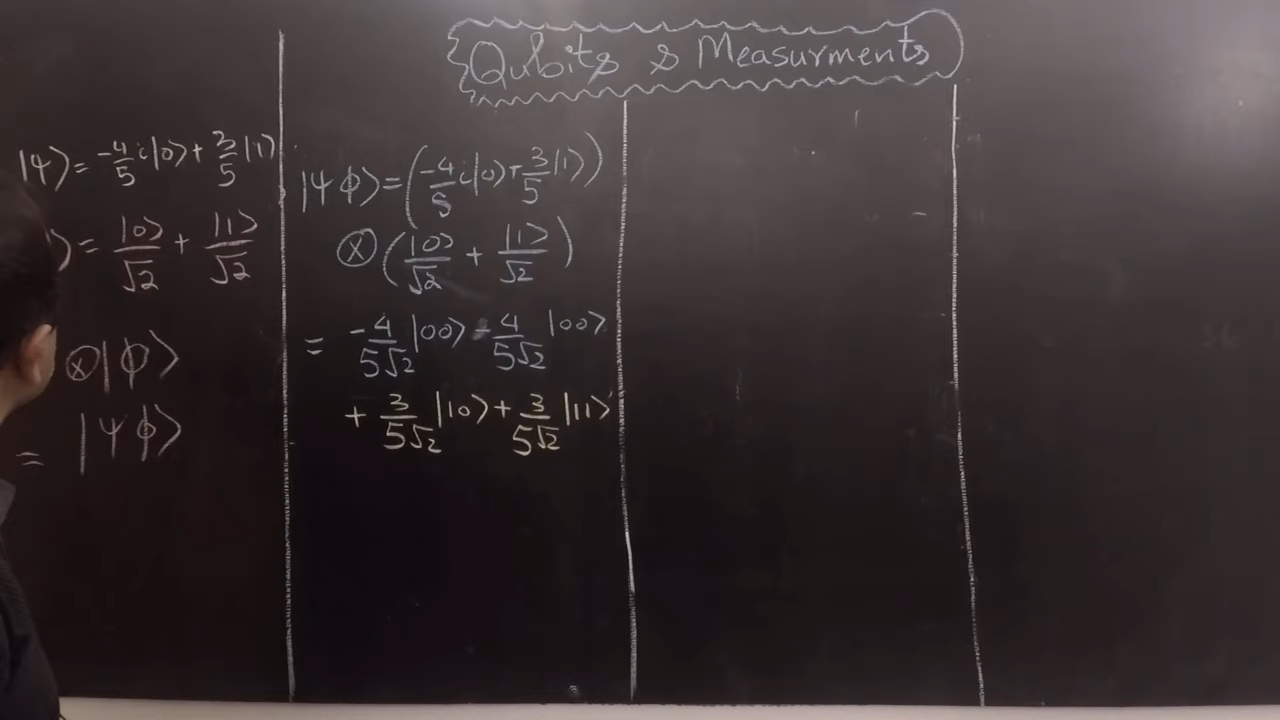 Qubits & Measurments
|ψ⟩ = -4/5 i|0⟩ + 3/5 |1⟩
⟩ = |0⟩/√2 + |1⟩/√2
⊗|ϕ⟩
= |ψ ϕ⟩
|ψ ϕ⟩ = (-4/5 i|0⟩ + 3/5 |1⟩)
⊗ (|0⟩/√2 + |1⟩/√2)
= -4/5√2 |00⟩ - 4/5√2 |00⟩
+ 3/5√2 |10⟩ + 3/5√2 |11⟩